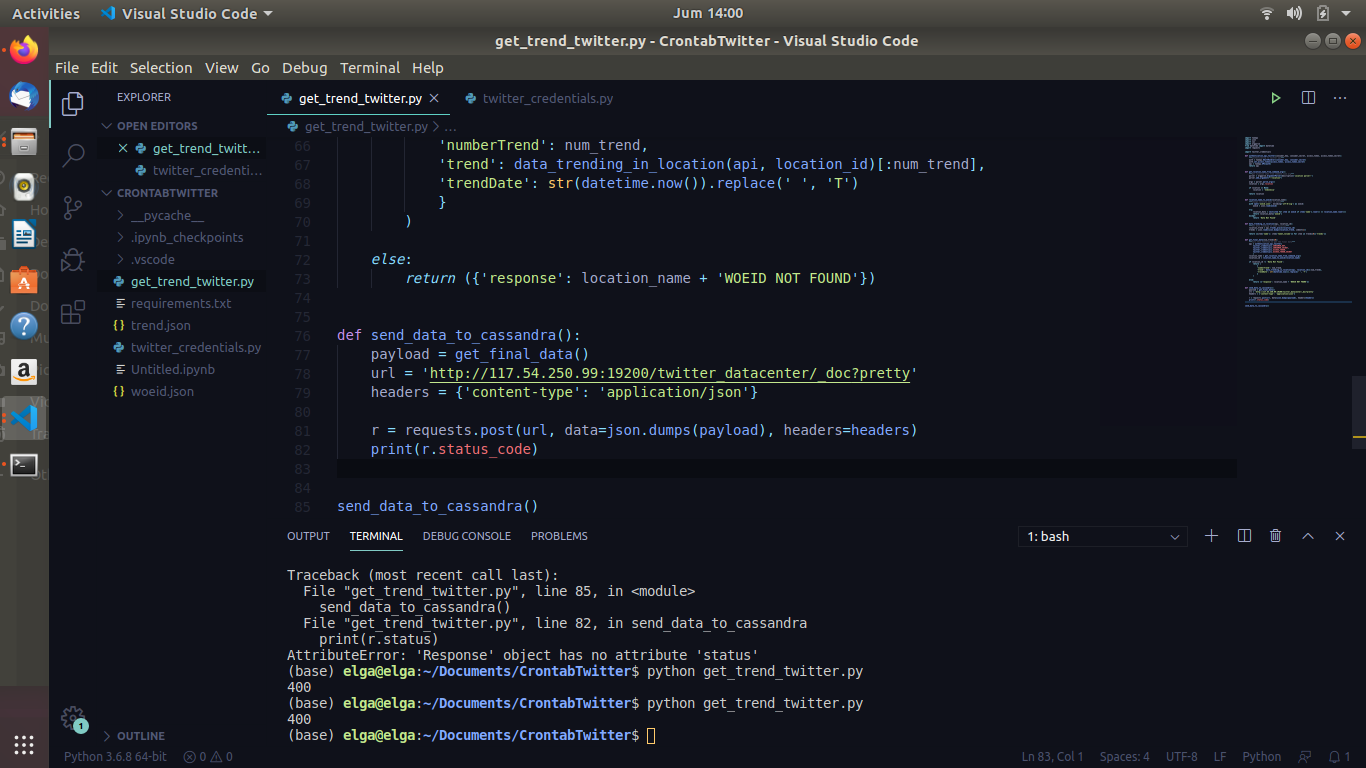 Activities
Visual Studio Code
Jum 14:00
get_trend_twitter.py - CrontabTwitter - Visual Studio Code
File Edit Selection View Go Debug Terminal Help
EXPLORER
OPEN EDITORS
get_trend_twitt...
twitter_credenti...
CRONTABTWITTER
__pycache__
.ipynb_checkpoints
.vscode
get_trend_twitter.py
requirements.txt
trend.json
twitter_credentials.py
Untitled.ipynb
woeid.json
OUTLINE
get_trend_twitter.py
twitter_credentials.py
get_trend_twitter.py > ...
66 'numberTrend': num_trend,
67 'trend': data_trending_in_location(api, location_id)[:num_trend],
68 'trendDate': str(datetime.now()).replace(' ', 'T')
69 }
70 )
71
72 else:
73 return ({'response': location_name + 'WOEID NOT FOUND'})
74
75
76 def send_data_to_cassandra():
77 payload = get_final_data()
78 url = 'http://117.54.250.99:19200/twitter_datacenter/_doc?pretty'
79 headers = {'content-type': 'application/json'}
80
81 r = requests.post(url, data=json.dumps(payload), headers=headers)
82 print(r.status_code)
83
84
85 send_data_to_cassandra()
OUTPUT TERMINAL DEBUG CONSOLE PROBLEMS
1: bash
Traceback (most recent call last):
File "get_trend_twitter.py", line 85, in <module>
send_data_to_cassandra()
File "get_trend_twitter.py", line 82, in send_data_to_cassandra
print(r.status)
AttributeError: 'Response' object has no attribute 'status'
(base) elga@elga:~/Documents/CrontabTwitter$ python get_trend_twitter.py
400
(base) elga@elga:~/Documents/CrontabTwitter$ python get_trend_twitter.py
400
(base) elga@elga:~/Documents/CrontabTwitter$
1
Python 3.6.8 64-bit
0 0
Ln 83, Col 1
Spaces: 4
UTF-8
LF
Python
1